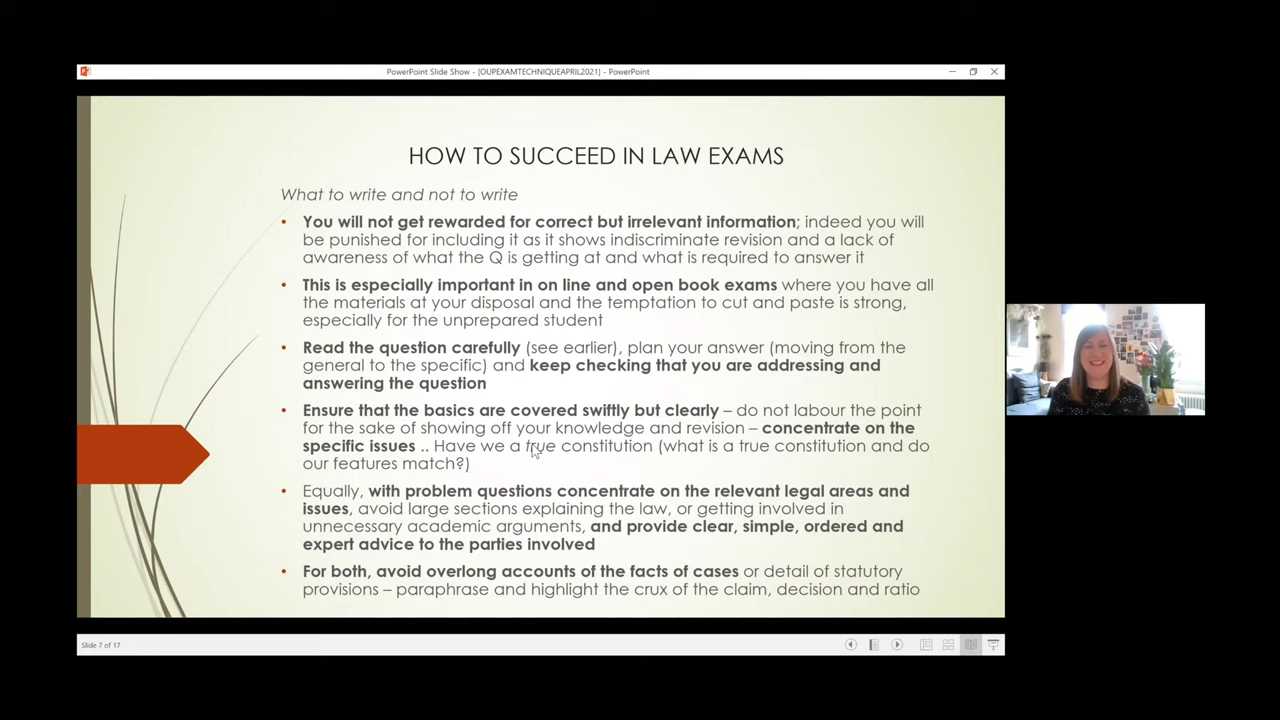 PowerPoint Slide Show - [OUPEXAMTECHNIQUEAPRIL2021] - PowerPoint
HOW TO SUCCEED IN LAW EXAMS
What to write and not to write
• You will not get rewarded for correct but irrelevant information; indeed you will
be punished for including it as it shows indiscriminate revision and a lack of
awareness of what the Q is getting at and what is required to answer it
• This is especially important in on line and open book exams where you have all
the materials at your disposal and the temptation to cut and paste is strong,
especially for the unprepared student
• Read the question carefully (see earlier), plan your answer (moving from the
general to the specific) and keep checking that you are addressing and
answering the question
• Ensure that the basics are covered swiftly but clearly – do not labour the point
for the sake of showing off your knowledge and revision – concentrate on the
specific issues .. Have we a true constitution (what is a true constitution and do
our features match?)
• Equally, with problem questions concentrate on the relevant legal areas and
issues, avoid large sections explaining the law, or getting involved in
unnecessary academic arguments, and provide clear, simple, ordered and
expert advice to the parties involved
• For both, avoid overlong accounts of the facts of cases or detail of statutory
provisions – paraphrase and highlight the crux of the claim, decision and ratio
Slide 7 of 17